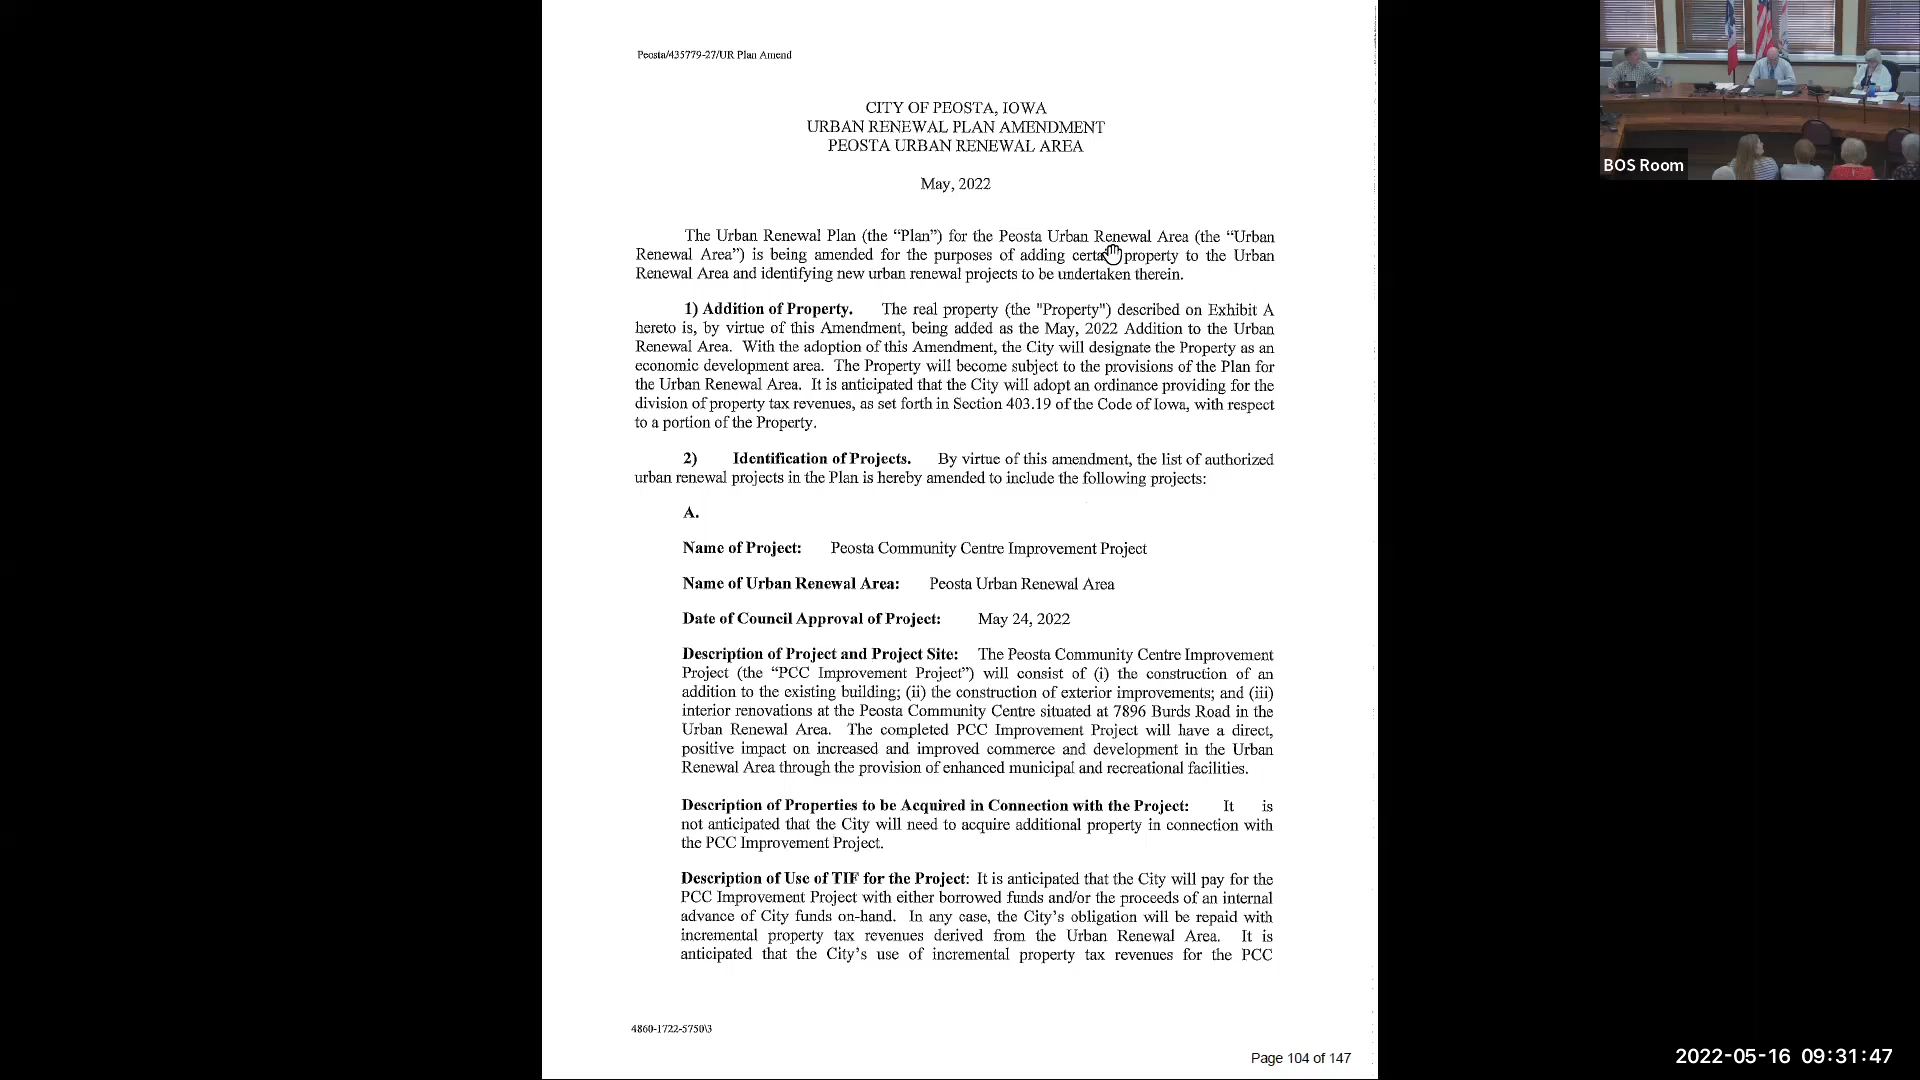 Peosta/435779-27/UR Plan Amend
CITY OF PEOSTA, IOWA
URBAN RENEWAL PLAN AMENDMENT
PEOSTA URBAN RENEWAL AREA
May, 2022
The Urban Renewal Plan (the “Plan”) for the Peosta Urban Renewal Area (the “Urban
Renewal Area”) is being amended for the purposes of adding certa property to the Urban
Renewal Area and identifying new urban renewal projects to be undertaken therein.
1) Addition of Property. The real property (the "Property") described on Exhibit A
hereto is, by virtue of this Amendment, being added as the May, 2022 Addition to the Urban
Renewal Area. With the adoption of this Amendment, the City will designate the Property as an
economic development area. The Property will become subject to the provisions of the Plan for
the Urban Renewal Area. It is anticipated that the City will adopt an ordinance providing for the
division of property tax revenues, as set forth in Section 403.19 of the Code of Iowa, with respect
to a portion of the Property.
2) Identification of Projects. By virtue of this amendment, the list of authorized
urban renewal projects in the Plan is hereby amended to include the following projects:
A.
Name of Project: Peosta Community Centre Improvement Project
Name of Urban Renewal Area: Peosta Urban Renewal Area
Date of Council Approval of Project: May 24, 2022
Description of Project and Project Site: The Peosta Community Centre Improvement
Project (the “PCC Improvement Project”) will consist of (i) the construction of an
addition to the existing building; (ii) the construction of exterior improvements; and (iii)
interior renovations at the Peosta Community Centre situated at 7896 Burds Road in the
Urban Renewal Area. The completed PCC Improvement Project will have a direct,
positive impact on increased and improved commerce and development in the Urban
Renewal Area through the provision of enhanced municipal and recreational facilities.
Description of Properties to be Acquired in Connection with the Project: It is
not anticipated that the City will need to acquire additional property in connection with
the PCC Improvement Project.
Description of Use of TIF for the Project: It is anticipated that the City will pay for the
PCC Improvement Project with either borrowed funds and/or the proceeds of an internal
advance of City funds on-hand. In any case, the City’s obligation will be repaid with
incremental property tax revenues derived from the Urban Renewal Area. It is
anticipated that the City’s use of incremental property tax revenues for the PCC
4860-1722-5750\3
Page 104 of 147
BOS Room
2022-05-16 09:31:47